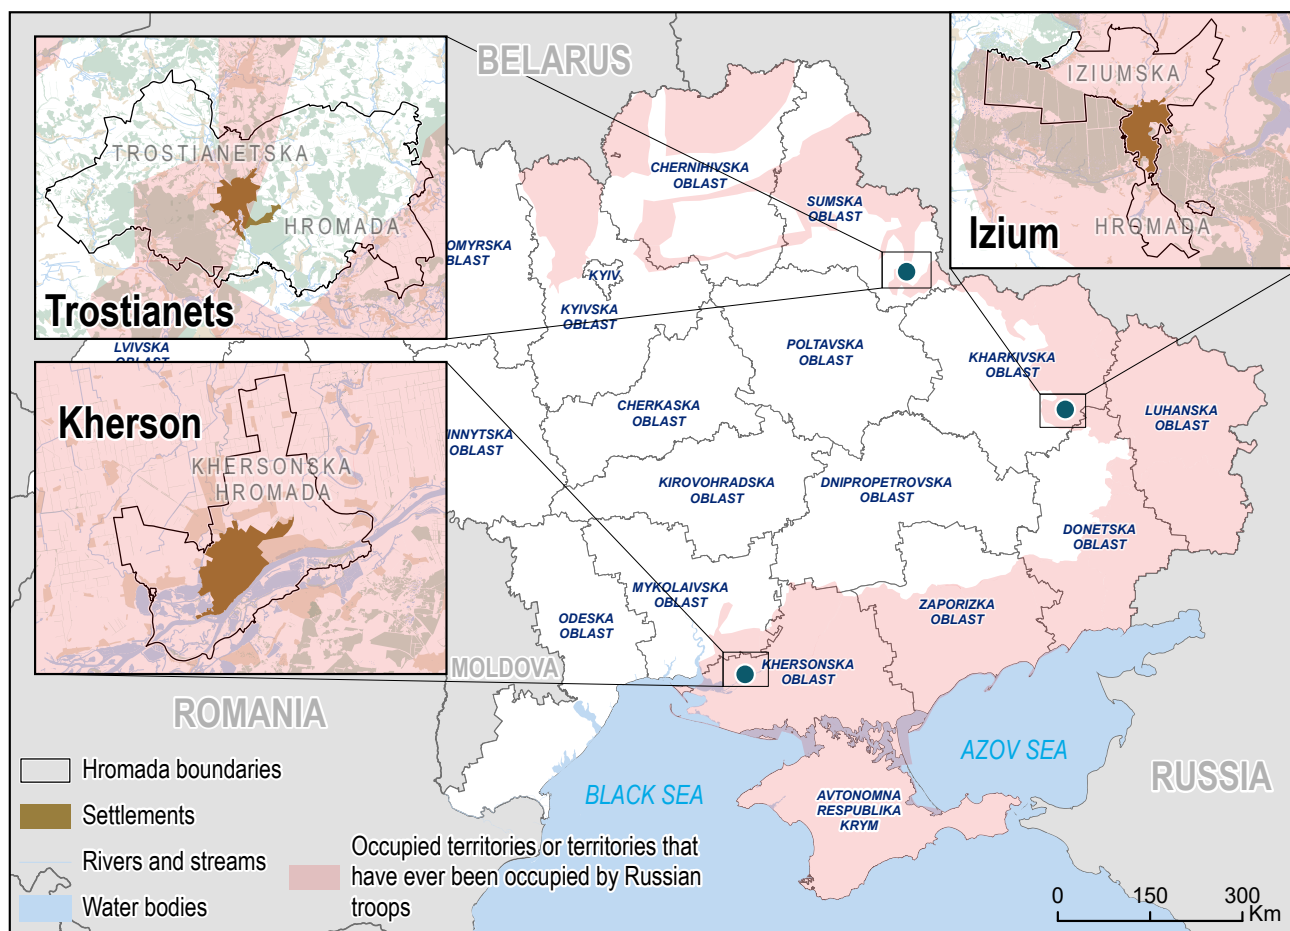 BELARUS
TROSTIANETSKA
HROMADA
Trostianets
IZIUMSKA
HROMADA
Izium
CHERNIHIVSKA
OBLAST
SUMSKA
OBLAST
OMYRSKA
BLAST
KYIV
KYIVSKA
OBLAST
LVIVSKA
OBLAST
POLTAVSKA
OBLAST
KHARKIVSKA
OBLAST
LUHANSKA
OBLAST
Kherson
KHERSONSKA
HROMADA
CHERKASKA
OBLAST
INNYTSKA
OBLAST
KIROVOHRADSKA
OBLAST
DNIPROPETROVSKA
OBLAST
DONETSKA
OBLAST
MYKOLAIVSKA
OBLAST
ODESKA
OBLAST
ZAPORIZKA
OBLAST
KHERSONSKA
OBLAST
MOLDOVA
ROMANIA
AZOV SEA
BLACK SEA
RUSSIA
AVTONOMNA
RESPUBLIKA
KRYM
Hromada boundaries
Settlements
Rivers and streams
Water bodies
Occupied territories or territories that
have ever been occupied by Russian
troops
0 150 300
Km